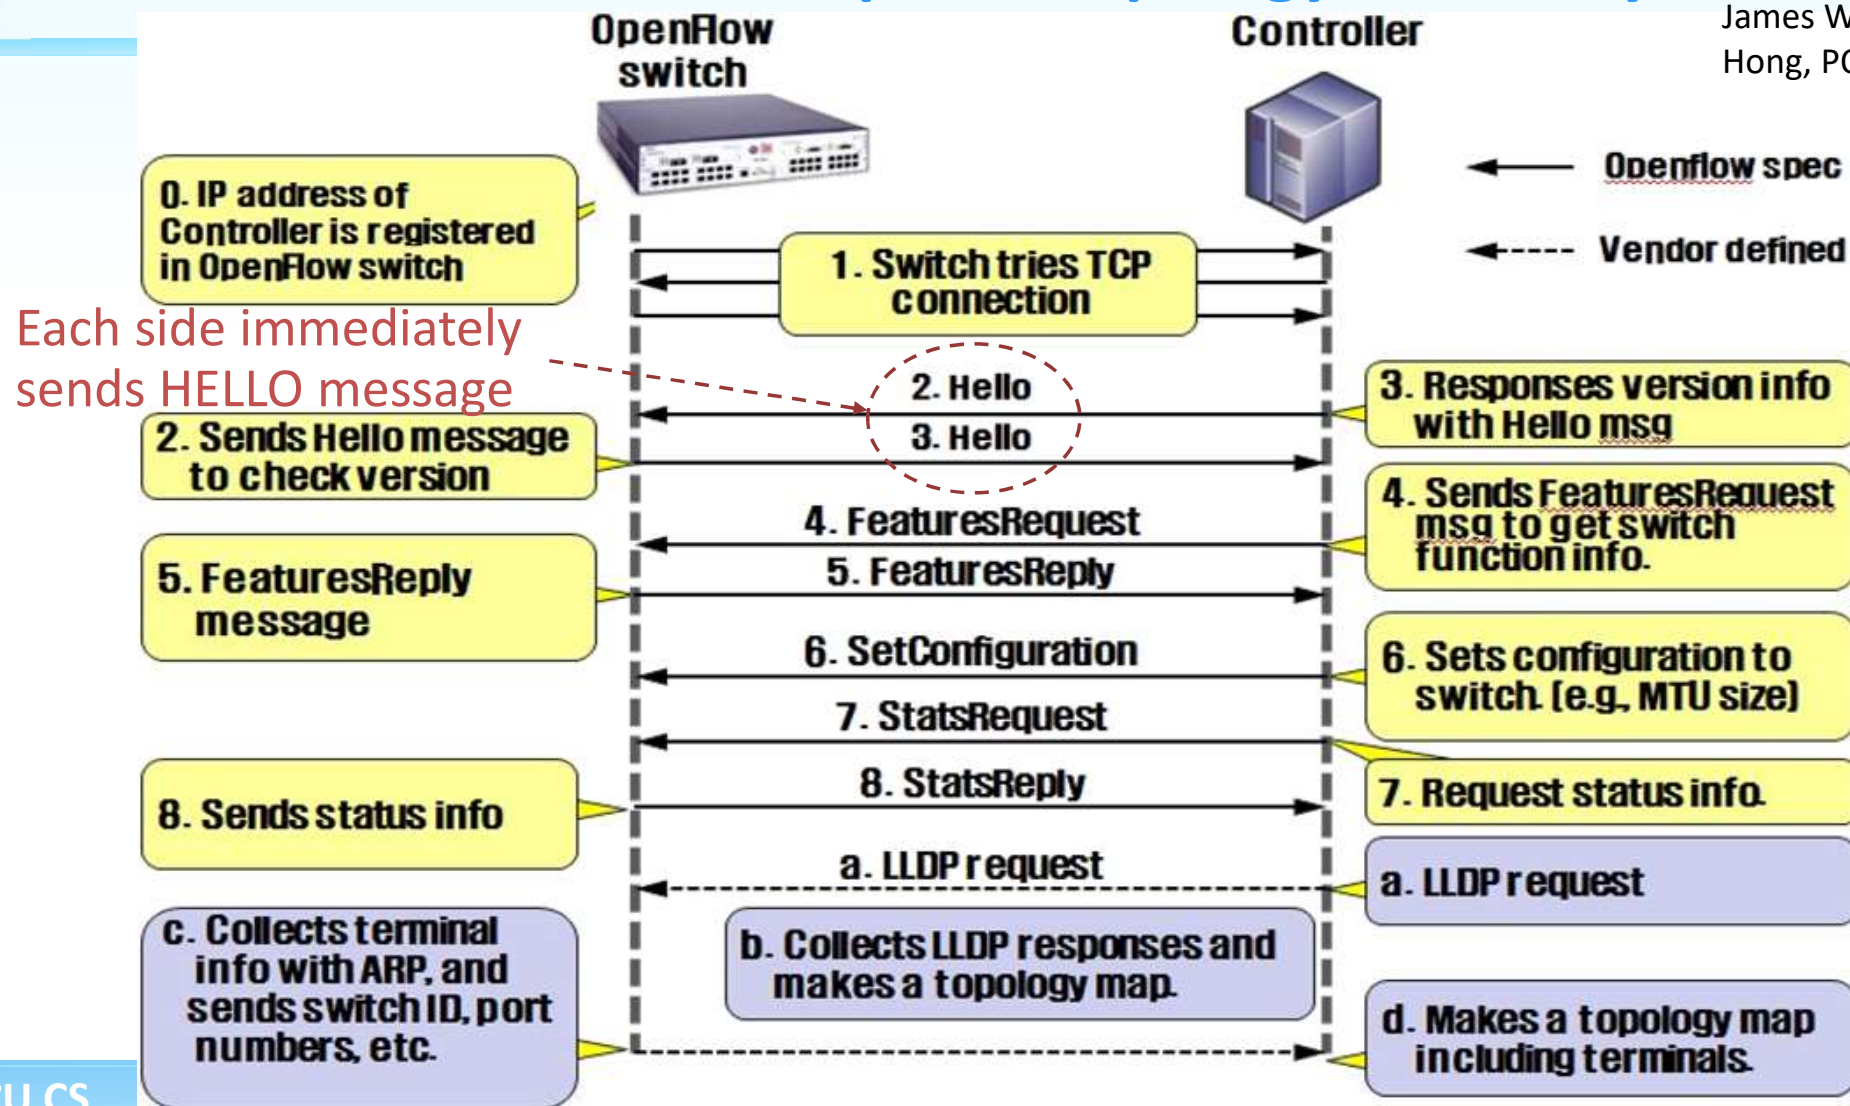 James W
Hong, PO
OpenFlow
switch
Controller
Openflow spec
Vendor defined
0. IP address of
Controller is registered
in OpenFlow switch
1. Switch tries TCP
connection
Each side immediately
sends HELLO message
2. Hello
3. Responses version info
with Hello msg
3. Hello
2. Sends Hello message
to check version
4. FeaturesRequest
4. Sends FeaturesRequest
msg to get switch
function info.
5. FeaturesReply
5. FeaturesReply
message
6. SetConfiguration
6. Sets configuration to
switch. (e.g., MTU size)
7. StatsRequest
7. Request status info.
8. StatsReply
8. Sends status info
a. LLDP request
a. LLDP request
b. Collects LLDP responses and
makes a topology map.
c. Collects terminal
info with ARP, and
sends switch ID, port
numbers, etc.
d. Makes a topology map
including terminals.
CS